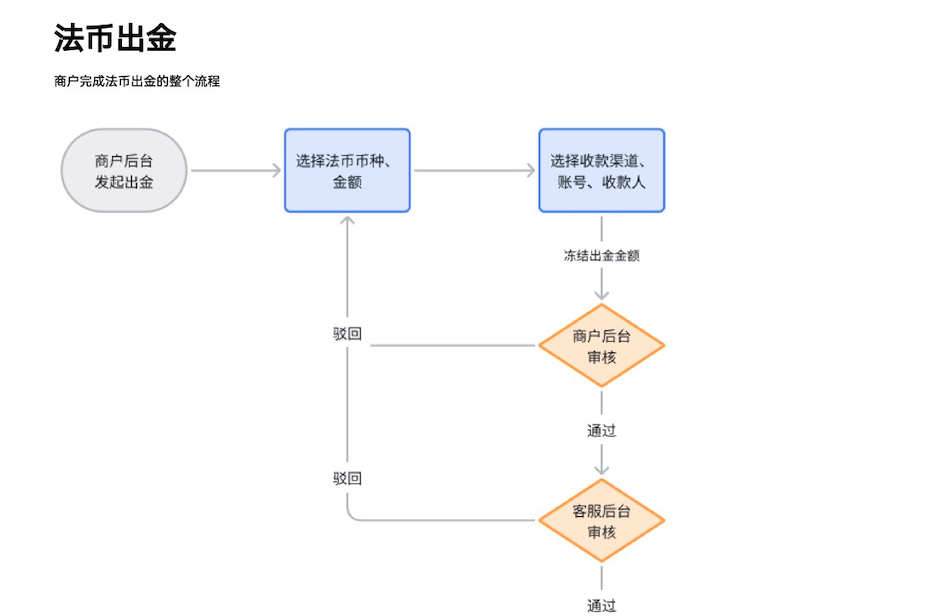 法币出金
商户完成法币出金的整个流程
商户后台
发起出金
选择法币币种、
金额
选择收款渠道、
账号、收款人
冻结出金金额
驳回
商户后台
审核
通过
驳回
客服后台
审核
通过